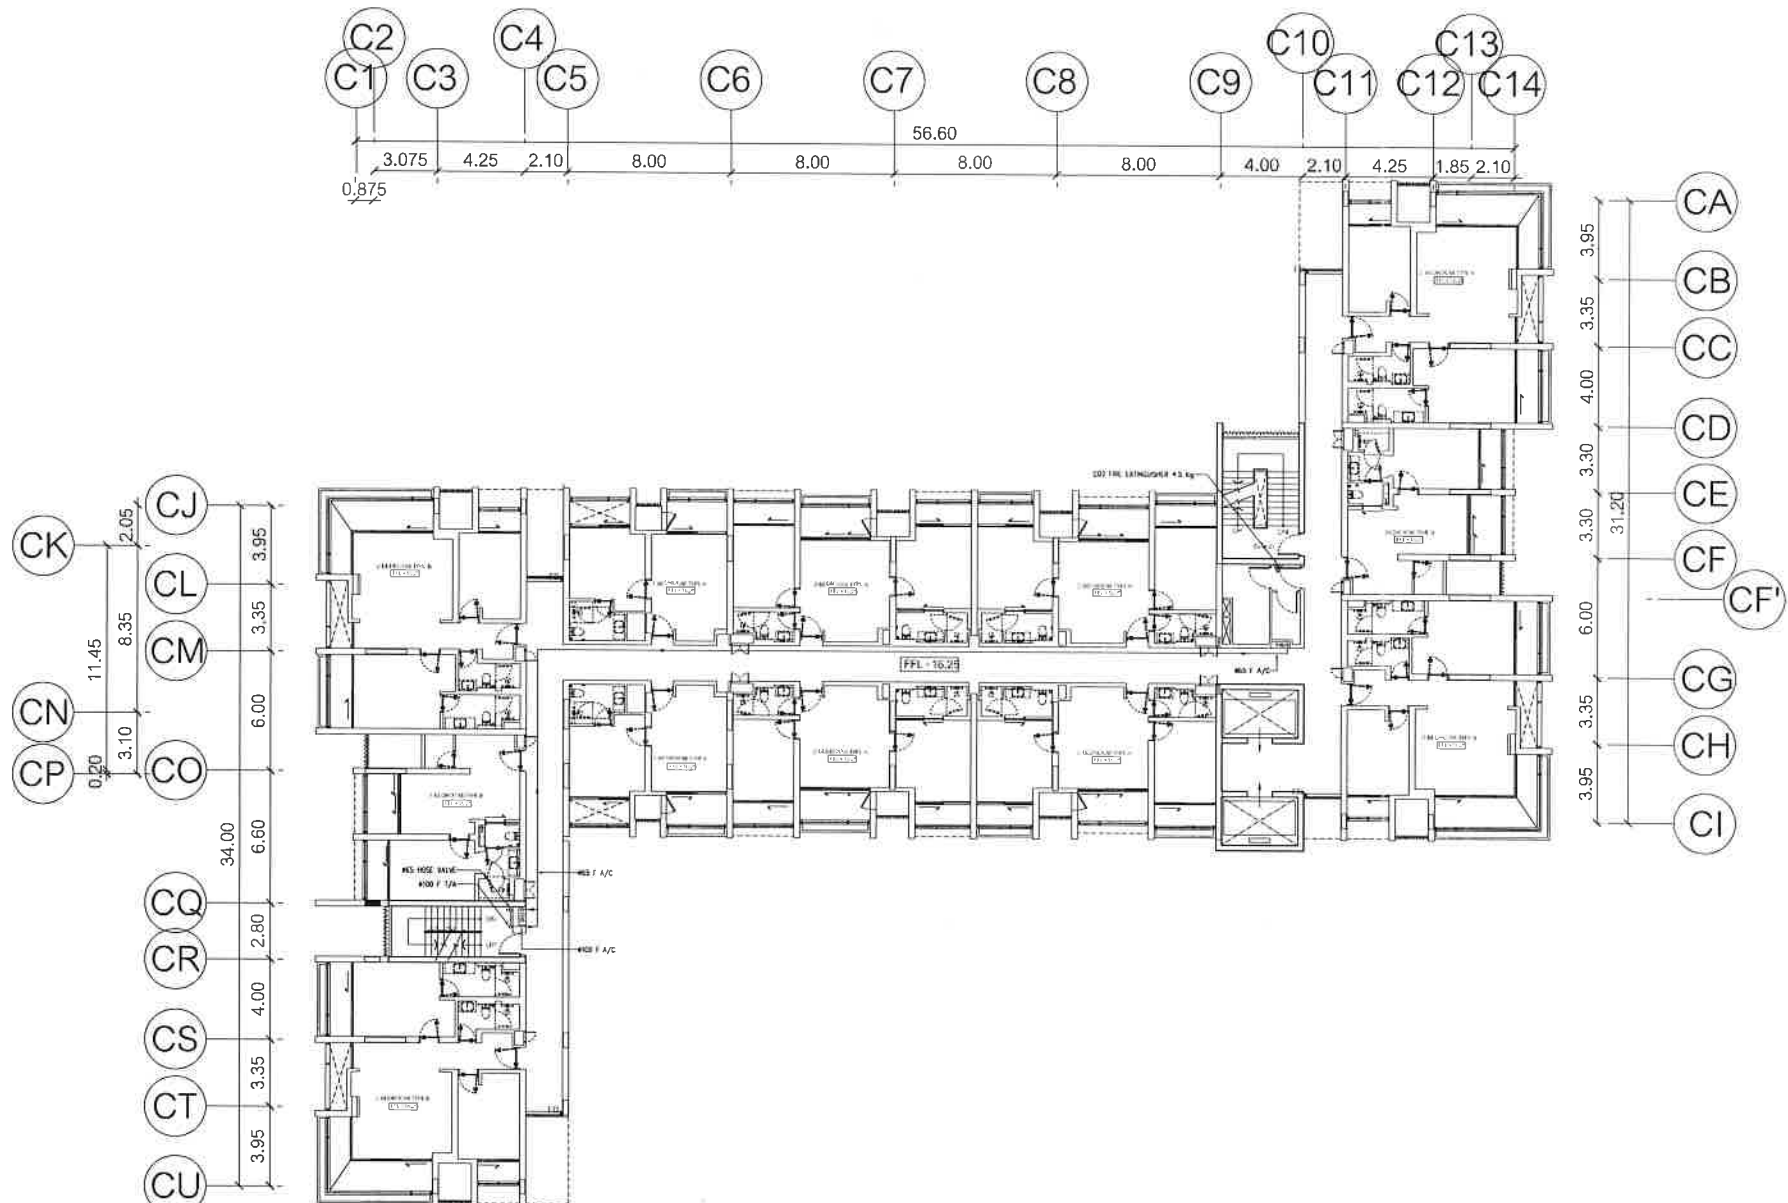 C2
C4
C10
C13
C1
C3
C5
C6
C7
C8
C9
C11
C12
C14
56.60
3.075
4.25
2.10
8.00
8.00
8.00
8.00
4.00
2.10
4.25
1.85
2.10
0.875
CA
3.95
CB
3.35
CC
4.00
CD
3.30
CE
3.30
31.20
CF
CF'
6.00
CG
3.35
CH
3.95
CI
CO2 FIRE EXTINGUISHER 4.5 kg
CJ
2.05
3.95
CK
CL
8.35
3.35
11.45
CM
CN
6.00
3.10
CP
0.20
CO
34.00
6.60
CQ
2.80
CR
4.00
CS
3.35
CT
3.95
CU
FFL +16.25
ø65 F A/C
ø65 HOSE VALVE
ø100 F T/A
ø65 F A/C
UP
ø100 F A/C